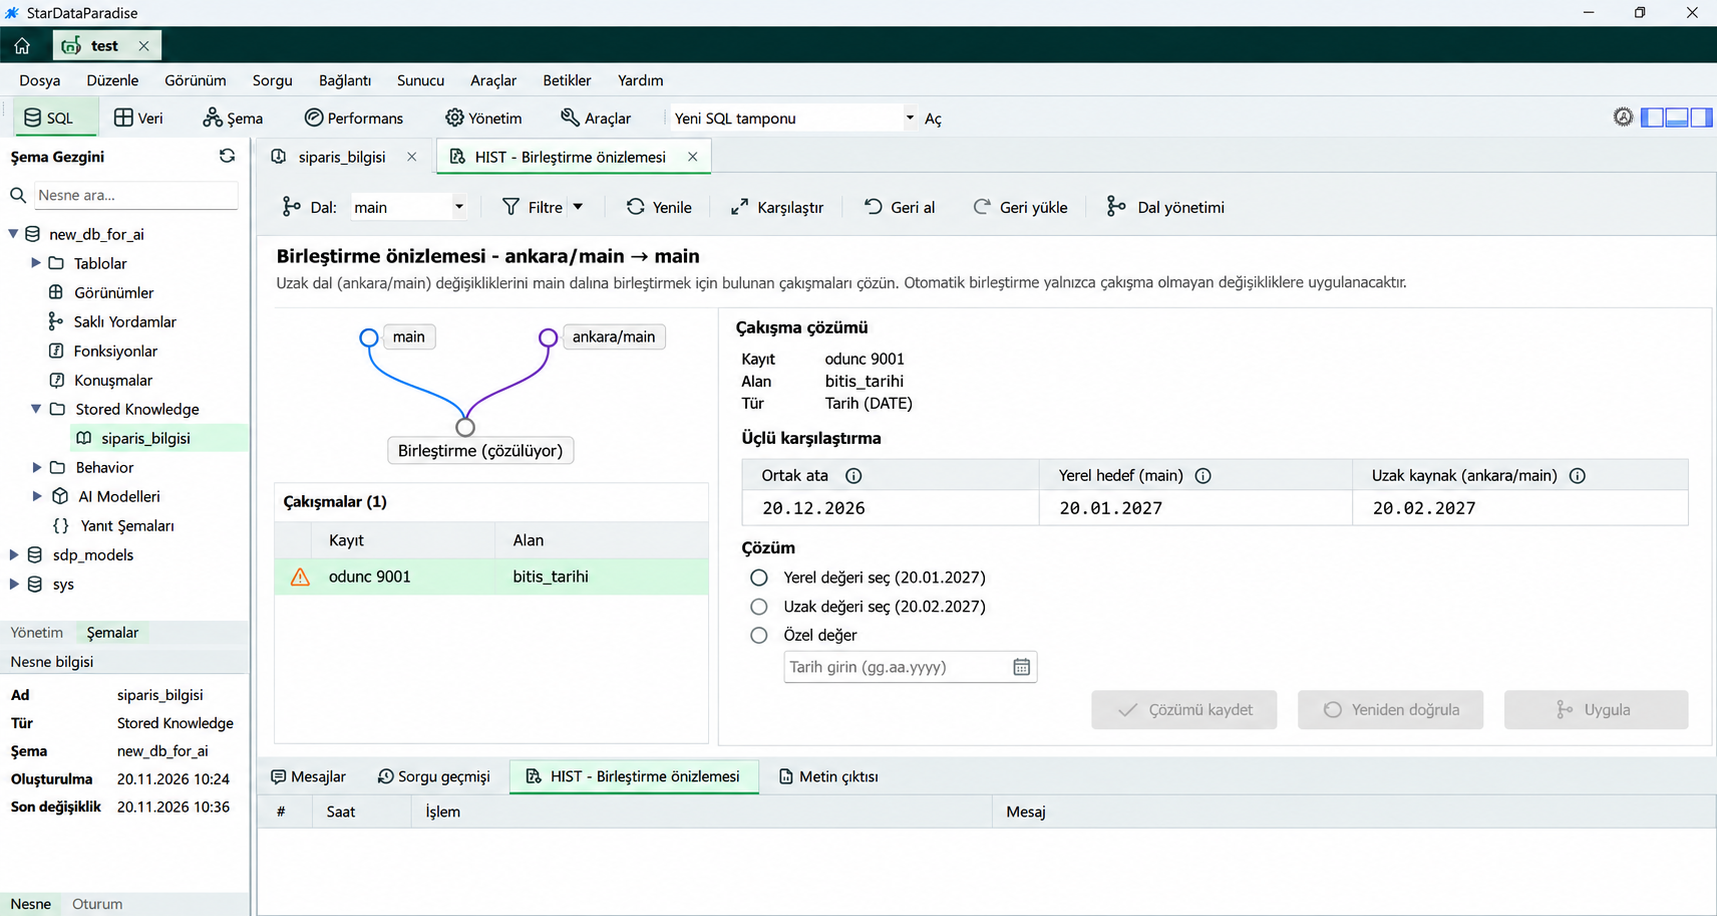 StarDataParadise
test
Dosya Düzenle Görünüm Sorgu Bağlantı Sunucu Araçlar Betikler Yardım
SQL Veri Şema Performans Yönetim Araçlar Yeni SQL tamponu Aç
Şema Gezgini
Nesne ara...
new_db_for_ai
Tablolar
Görünümler
Saklı Yordamlar
Fonksiyonlar
Konuşmalar
Stored Knowledge
siparis_bilgisi
Behavior
AI Modelleri
Yanıt Şemaları
sdp_models
sys
Yönetim Şemalar
Nesne bilgisi
Ad siparis_bilgisi
Tür Stored Knowledge
Şema new_db_for_ai
Oluşturulma 20.11.2026 10:24
Son değişiklik 20.11.2026 10:36
Nesne Oturum
siparis_bilgisi HIST - Birleştirme önizlemesi
Dal: main Filtre Yenile Karşılaştır Geri al Geri yükle Dal yönetimi
Birleştirme önizlemesi - ankara/main → main
Uzak dal (ankara/main) değişikliklerini main dalına birleştirmek için bulunan çakışmaları çözün. Otomatik birleştirme yalnızca çakışma olmayan değişikliklere uygulanacaktır.
main ankara/main
Birleştirme (çözülüyor)
Çakışmalar (1)
Kayıt Alan
odunc 9001 bitis_tarihi
Çakışma çözümü
Kayıt odunc 9001
Alan bitis_tarihi
Tür Tarih (DATE)
Üçlü karşılaştırma
Ortak ata Yerel hedef (main) Uzak kaynak (ankara/main)
20.12.2026 20.01.2027 20.02.2027
Çözüm
Yerel değeri seç (20.01.2027)
Uzak değeri seç (20.02.2027)
Özel değer
Tarih girin (gg.aa.yyyy)
Çözümü kaydet Yeniden doğrula Uygula
Mesajlar Sorgu geçmişi HIST - Birleştirme önizlemesi Metin çıktısı
# Saat İşlem Mesaj